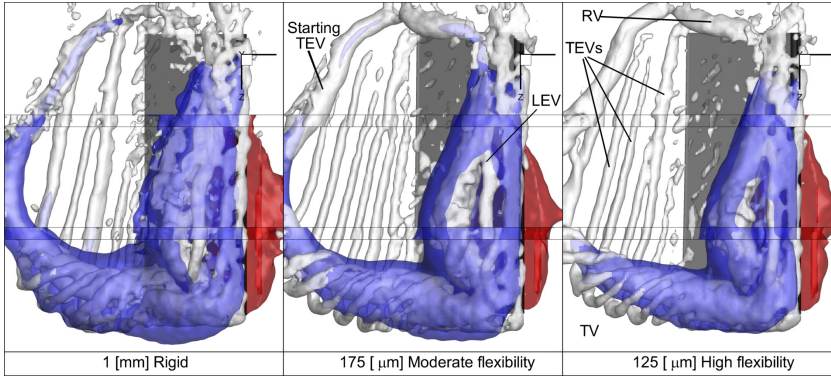 Starting
TEV
LEV
Z
RV
TEVs
Z
TV
1 [mm] Rigid
175 [ μm] Moderate flexibility
125 [ μm] High flexibility